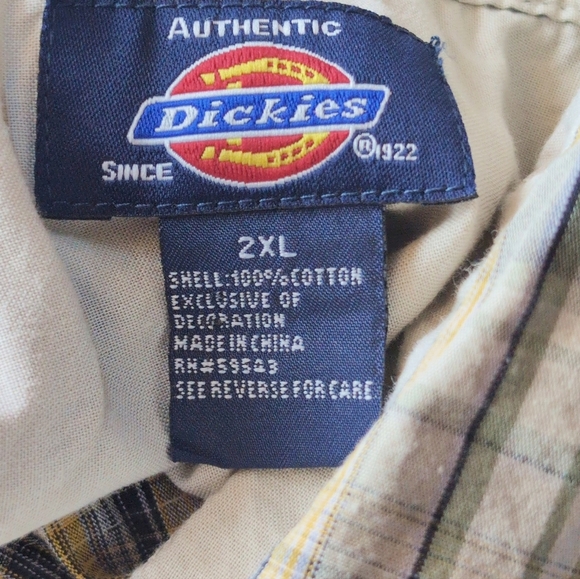 AUTHENTIC
Dickies
SINCE ®1922
2XL
SHELL:100%COTTON
EXCLUSIVE OF
DECORATION
MADE IN CHINA
RN#59543
SEE REVERSE FOR CARE